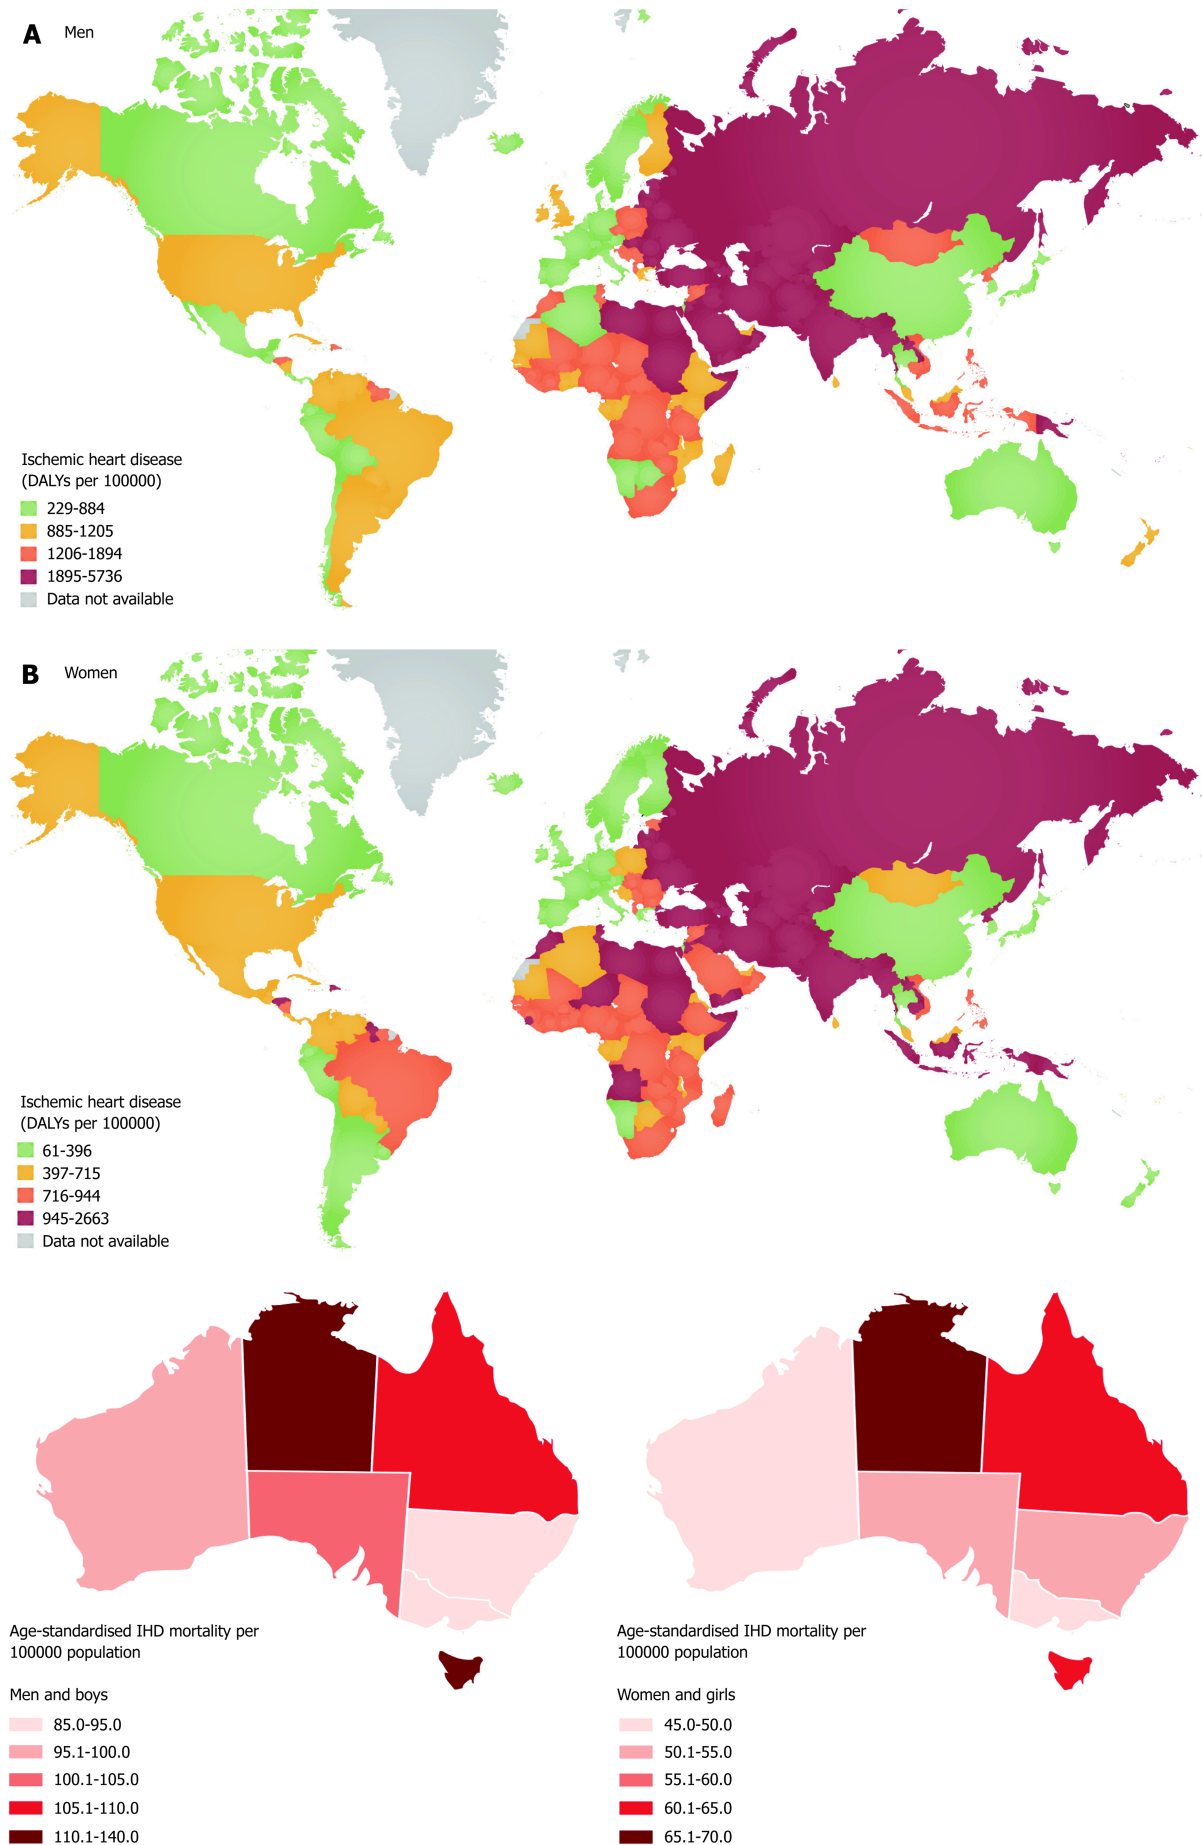 A Men
Ischemic heart disease
(DALYs per 100000)
229-884
885-1205
1206-1894
1895-5736
Data not available
B Women
Ischemic heart disease
(DALYs per 100000)
61-396
397-715
716-944
945-2663
Data not available
Age-standardised IHD mortality per
100000 population
Men and boys
85.0-95.0
95.1-100.0
100.1-105.0
105.1-110.0
110.1-140.0
Age-standardised IHD mortality per
100000 population
Women and girls
45.0-50.0
50.1-55.0
55.1-60.0
60.1-65.0
65.1-70.0